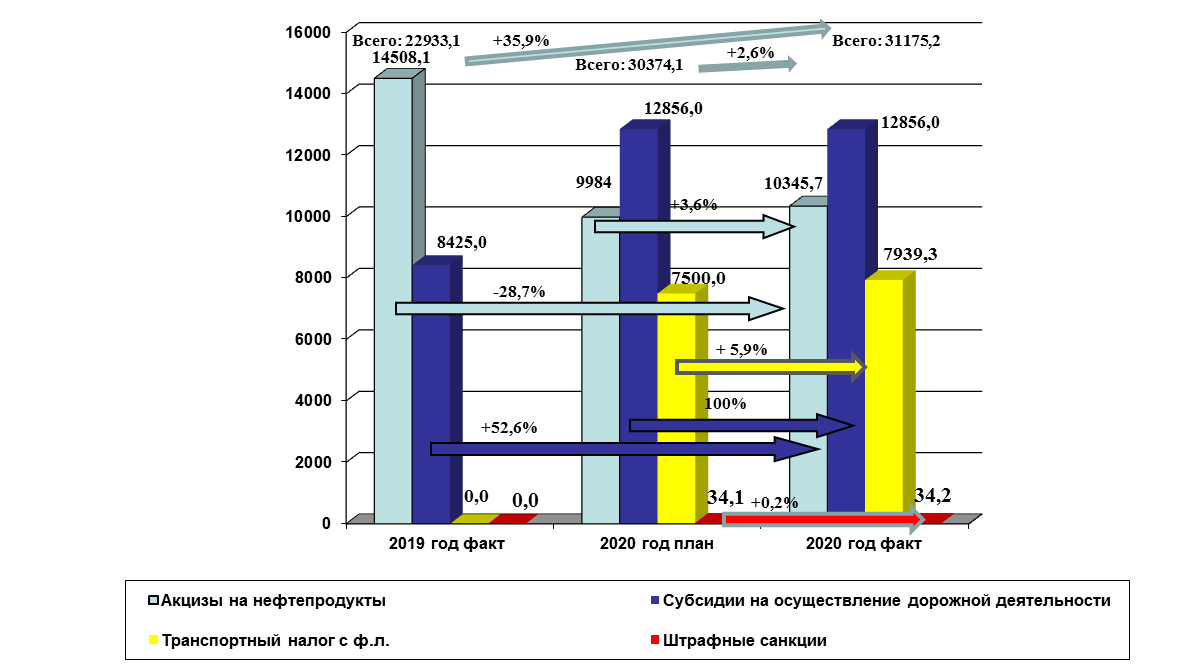 16000
14000
12000
10000
8000
6000
4000
2000
0
Всего: 22933,1
+35,9%
Всего: 31175,2
14508,1
Всего: 30374,1
+2,6%
12856,0
12856,0
9984
+3,6%
10345,7
8425,0
7939,3
7500,0
-28,7%
+ 5,9%
100%
+52,6%
0,0
0,0
34,1
+0,2%
34,2
2019 год факт
2020 год план
2020 год факт
Акцизы на нефтепродукты
Субсидии на осуществление дорожной деятельности
Транспортный налог с ф.л.
Штрафные санкции